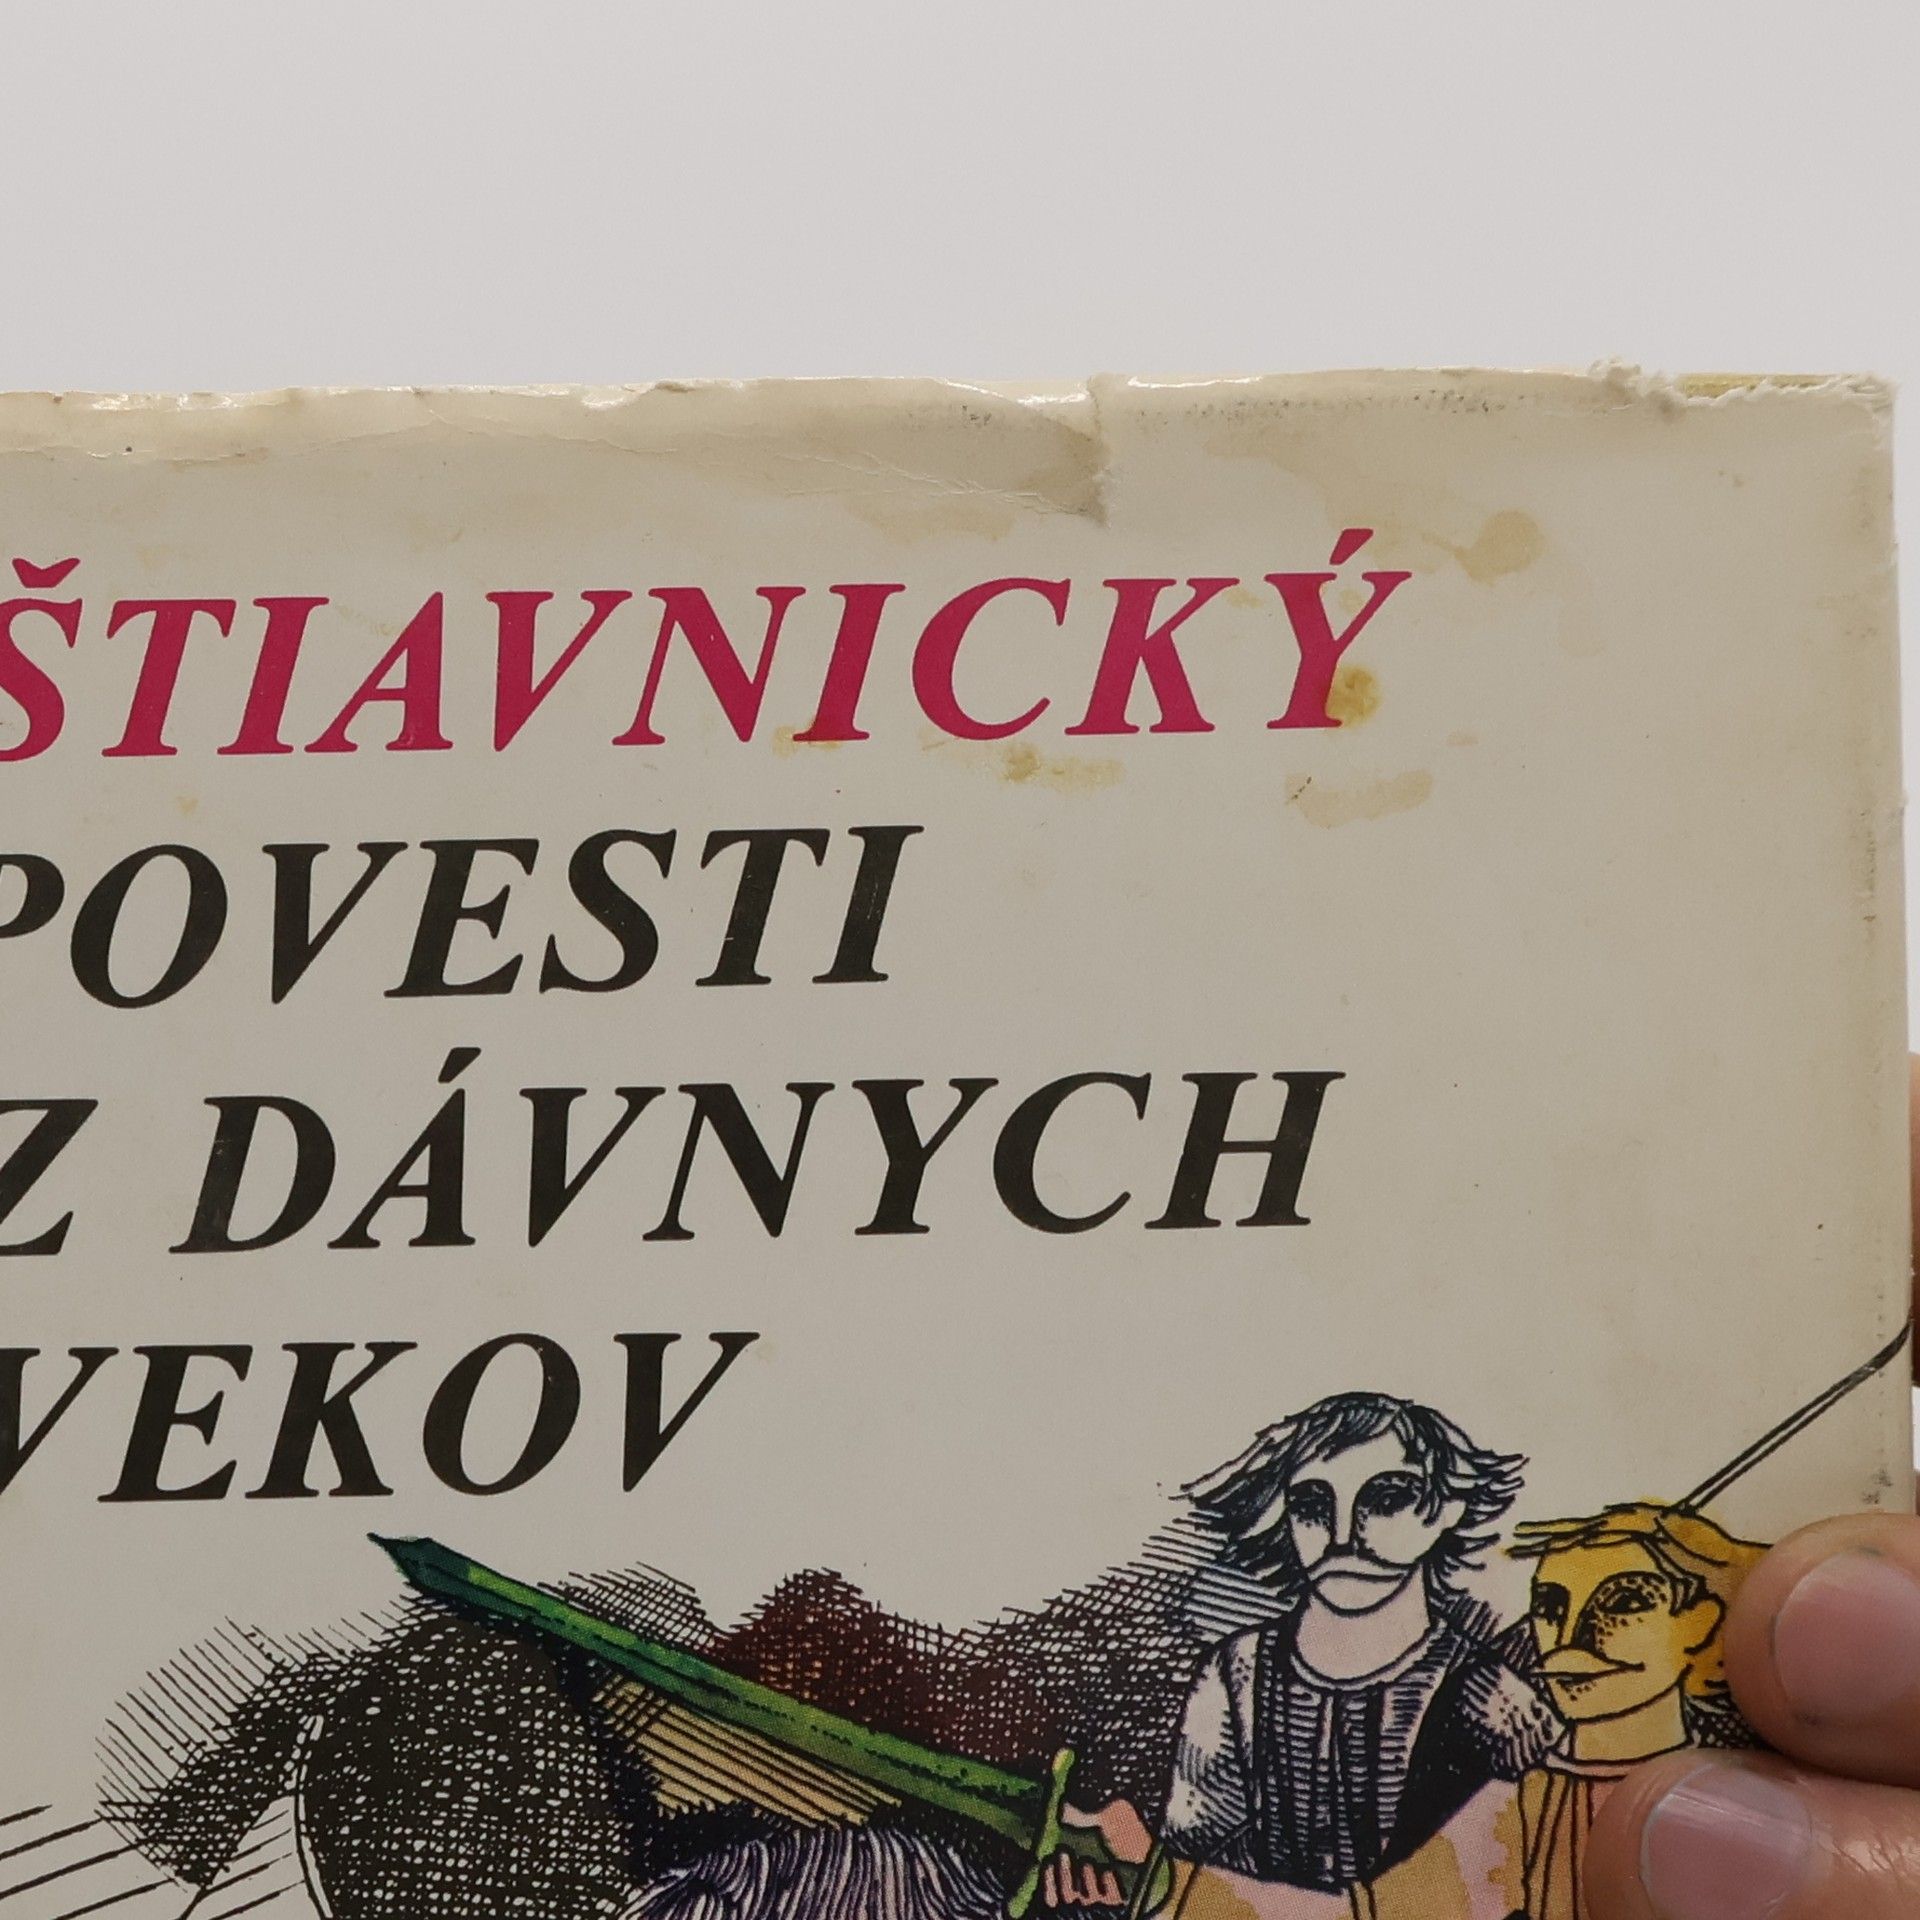 ŠTIAVNICKÝ
POVESTI
Z DÁVNYCH
VEKOV